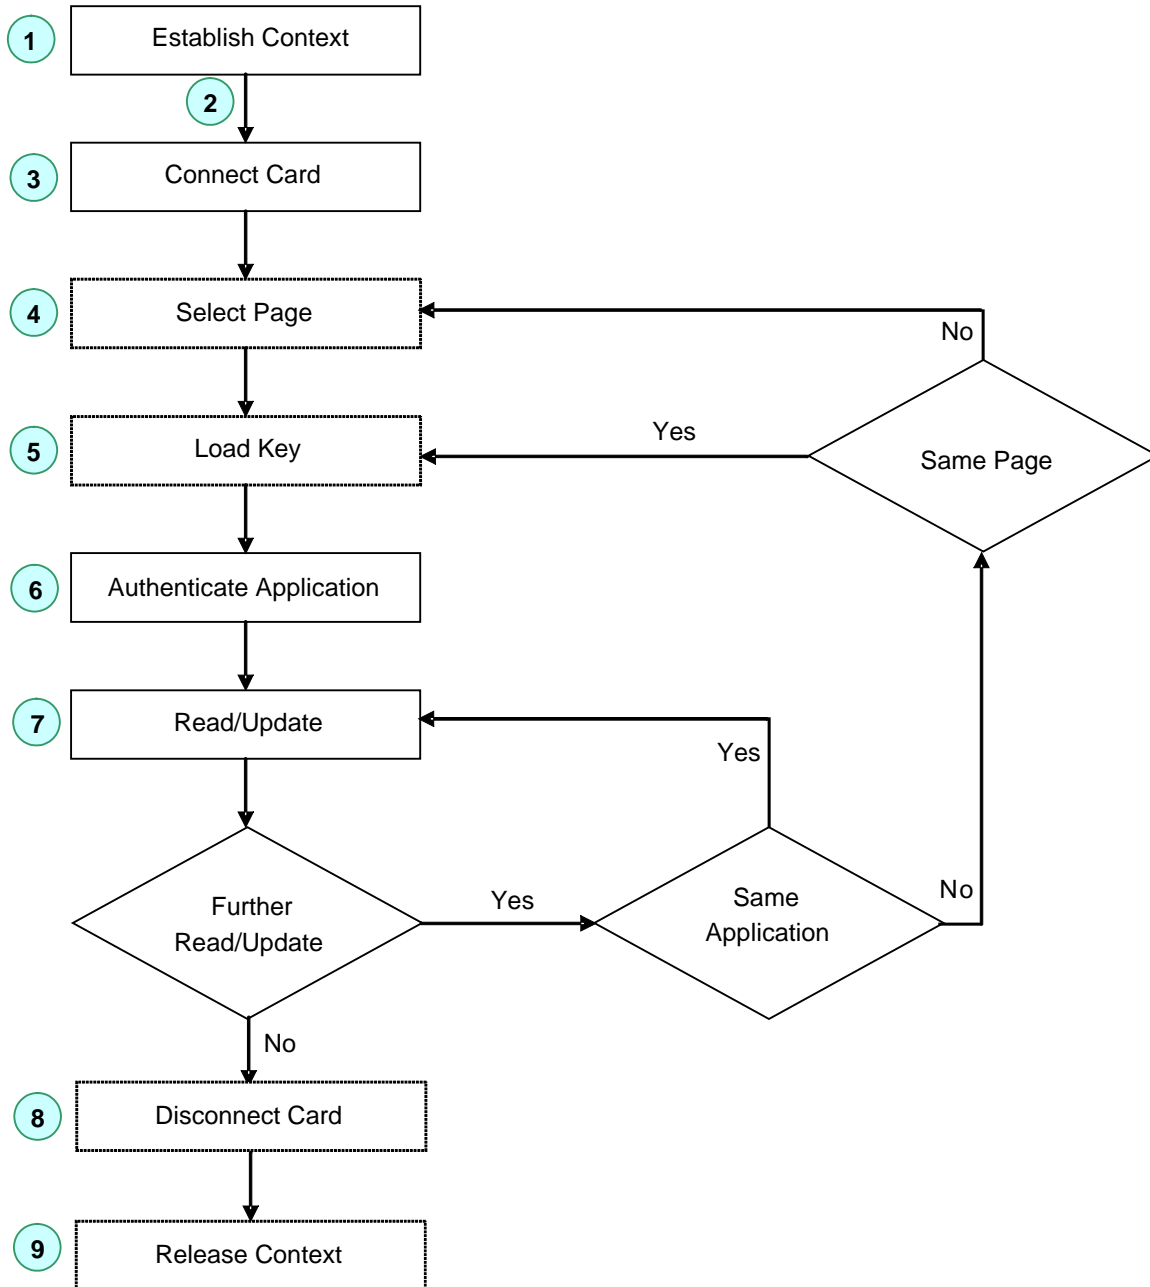 1
Establish Context
2
3
Connect Card
4
Select Page
No
5
Load Key
Yes
Same Page
6
Authenticate Application
7
Read/Update
Yes
Further
Read/Update
Yes
Same
Application
No
No
8
Disconnect Card
9
Release Context